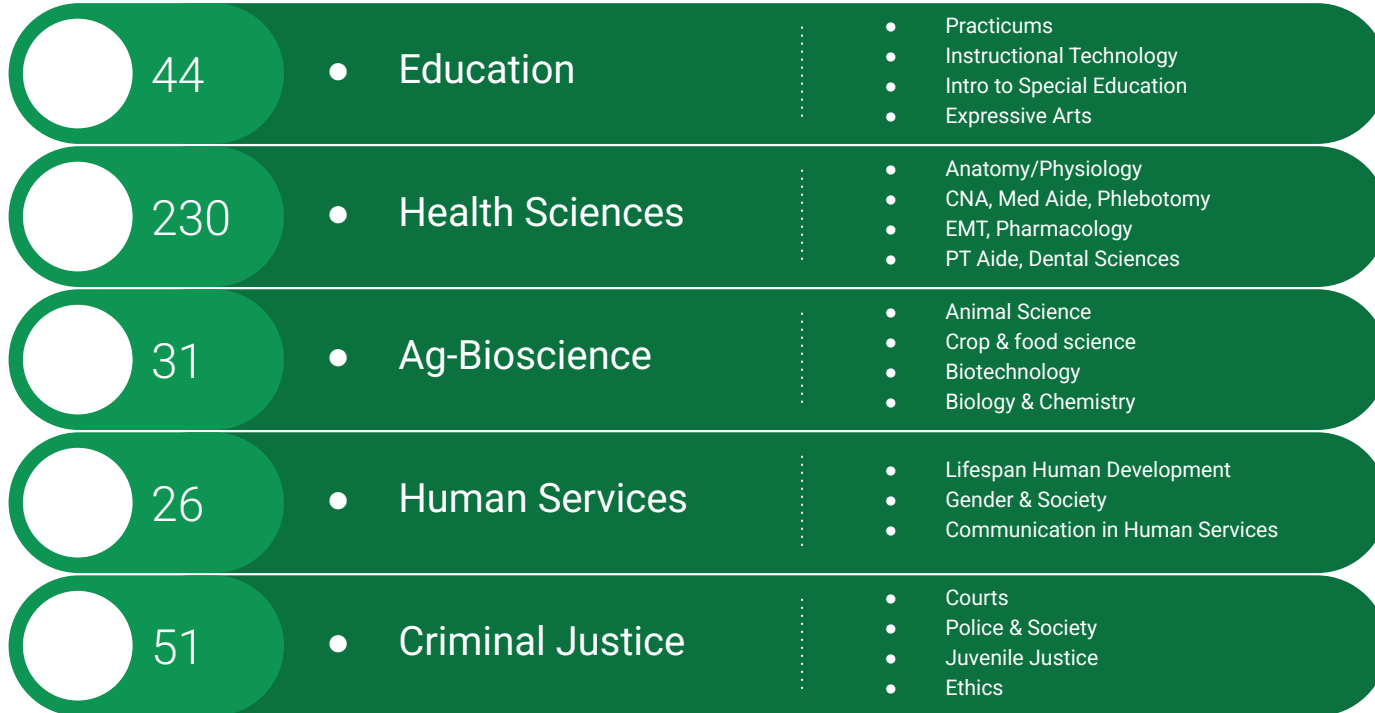 44
Education
Practicums
Instructional Technology
Intro to Special Education
Expressive Arts
230
Health Sciences
Anatomy/Physiology
CNA, Med Aide, Phlebotomy
EMT, Pharmacology
PT Aide, Dental Sciences
31
Ag-Bioscience
Animal Science
Crop & food science
Biotechnology
Biology & Chemistry
26
Human Services
Lifespan Human Development
Gender & Society
Communication in Human Services
51
Criminal Justice
Courts
Police & Society
Juvenile Justice
Ethics